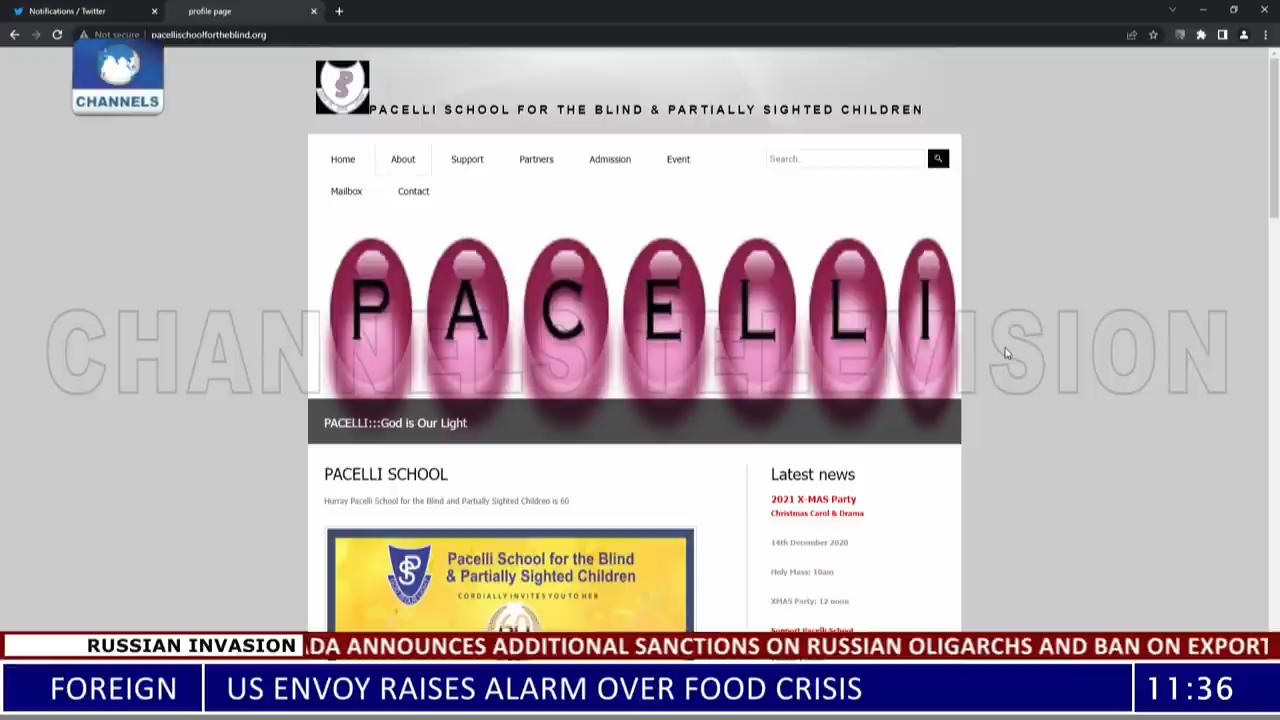 Notifications / Twitter
profile page
Not secure
pacellischoolfortheblind.org
CHANNELS
PACELLI SCHOOL FOR THE BLIND & PARTIALLY SIGHTED CHILDREN
Home About Support Partners Admission Event
Search...
Mailbox Contact
PACELLI
CHANNELS TELEVISION
PACELLI:::God is Our Light
PACELLI SCHOOL
Hurray Pacelli School for the Blind and Partially Sighted Children is 60
Pacelli School for the Blind
& Partially Sighted Children
CORDIALLY INVITES YOU TO HER
Latest news
2021 X-MAS Party
Christmas Carol & Drama
14th December 2020
Holy Mass: 10am
XMAS Party: 12 noon
Support Pacelli School
RUSSIAN INVASION
DA ANNOUNCES ADDITIONAL SANCTIONS ON RUSSIAN OLIGARCHS AND BAN ON EXPORT
FOREIGN
US ENVOY RAISES ALARM OVER FOOD CRISIS
11:36